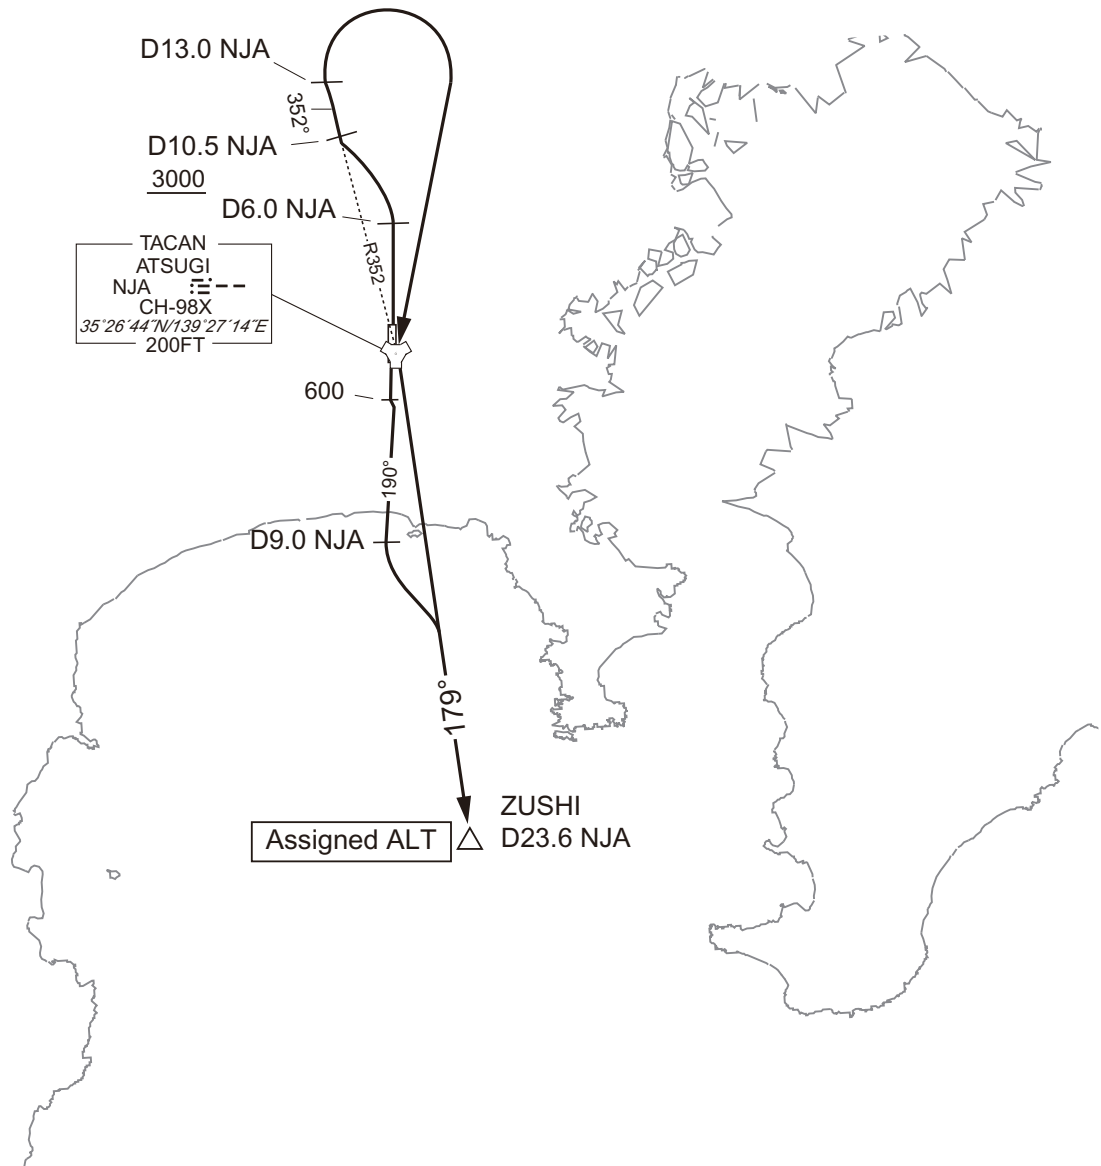 D13.0 NJA
352°
D10.5 NJA
3000
D6.0 NJA
R352
TACAN
ATSUGI
NJA
CH-98X
35°26´44˝N/139°27´14˝E
200FT
600
190°
D9.0 NJA
179°
ZUSHI
D23.6 NJA
Assigned ALT